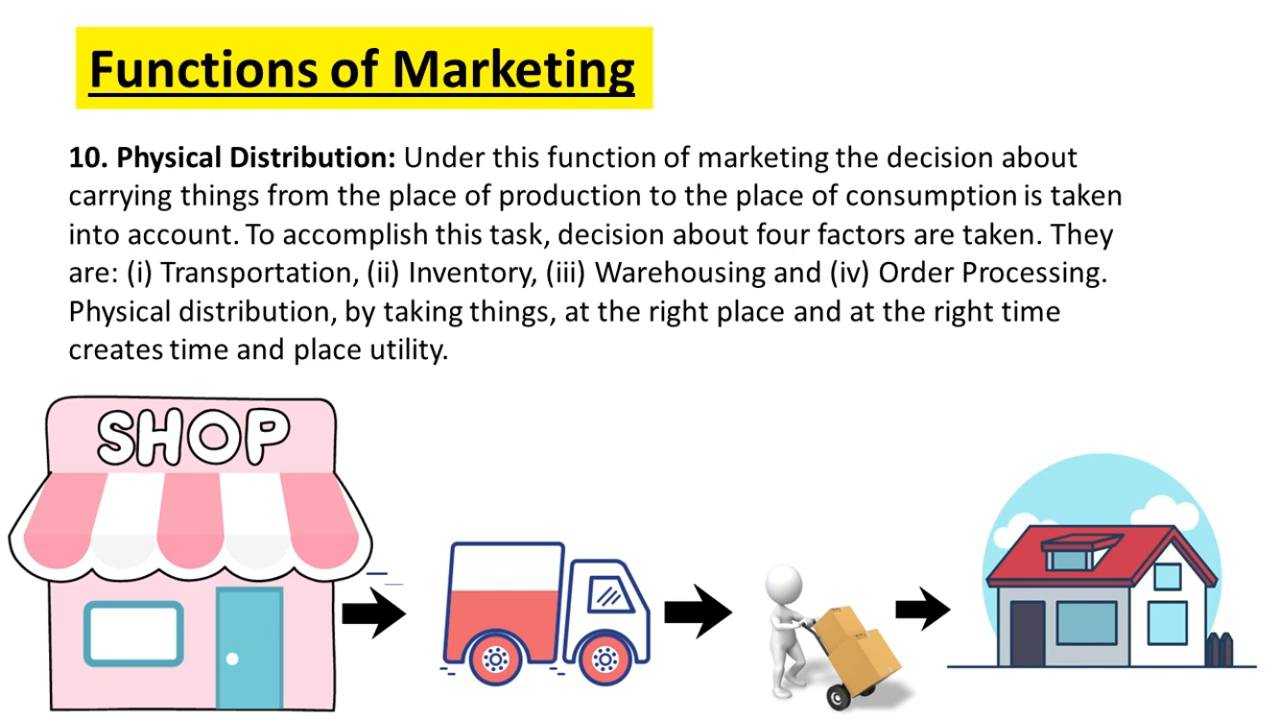 Functions of Marketing
10. Physical Distribution: Under this function of marketing the decision about
carrying things from the place of production to the place of consumption is taken
into account. To accomplish this task, decision about four factors are taken. They
are: (i) Transportation, (ii) Inventory, (iii) Warehousing and (iv) Order Processing.
Physical distribution, by taking things, at the right place and at the right time
creates time and place utility.
SHOP